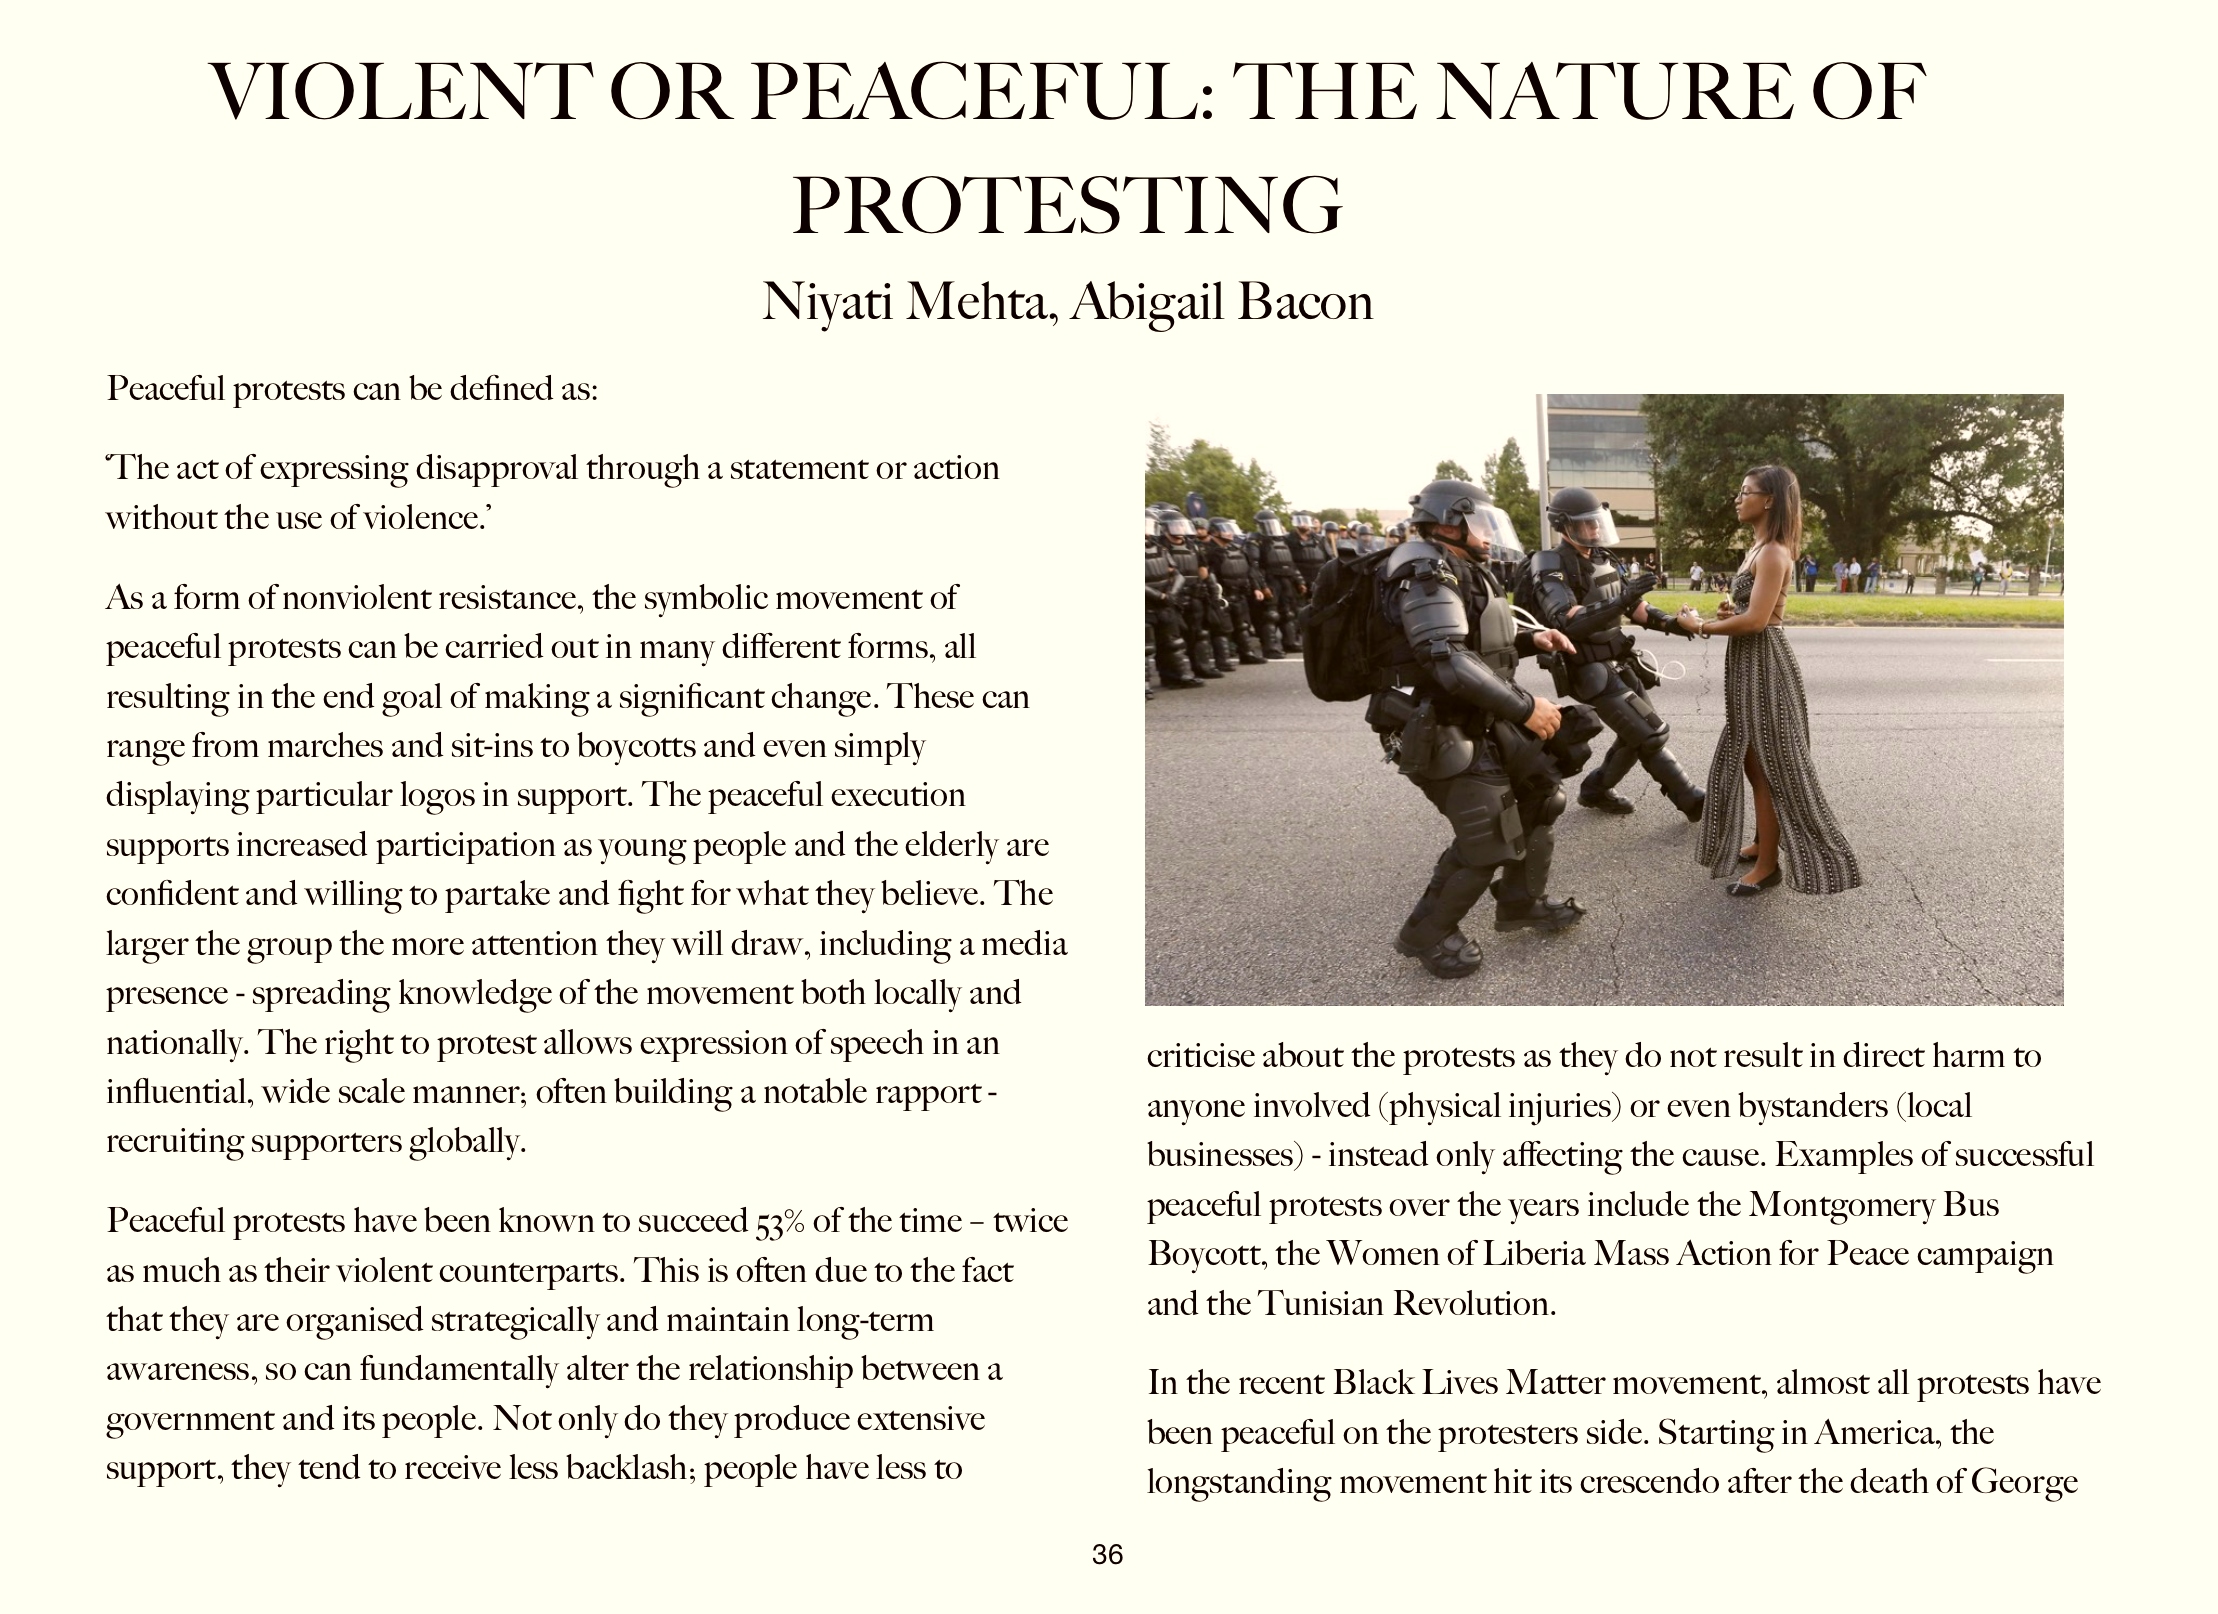 VIOLENT OR PEACEFUL: THE NATURE OF
PROTESTING
Niyati Mehta, Abigail Bacon
Peaceful protests can be defined as:
‘The act of expressing disapproval through a statement or action
without the use of violence.’
As a form of nonviolent resistance, the symbolic movement of
peaceful protests can be carried out in many different forms, all
resulting in the end goal of making a significant change. These can
range from marches and sit-ins to boycotts and even simply
displaying particular logos in support. The peaceful execution
supports increased participation as young people and the elderly are
confident and willing to partake and fight for what they believe. The
larger the group the more attention they will draw, including a media
presence - spreading knowledge of the movement both locally and
nationally. The right to protest allows expression of speech in an
influential, wide scale manner; often building a notable rapport -
recruiting supporters globally.
Peaceful protests have been known to succeed 53% of the time – twice
as much as their violent counterparts. This is often due to the fact
that they are organised strategically and maintain long-term
awareness, so can fundamentally alter the relationship between a
government and its people. Not only do they produce extensive
support, they tend to receive less backlash; people have less to
criticise about the protests as they do not result in direct harm to
anyone involved (physical injuries) or even bystanders (local
businesses) - instead only affecting the cause. Examples of successful
peaceful protests over the years include the Montgomery Bus
Boycott, the Women of Liberia Mass Action for Peace campaign
and the Tunisian Revolution.
In the recent Black Lives Matter movement, almost all protests have
been peaceful on the protesters side. Starting in America, the
longstanding movement hit its crescendo after the death of George
36